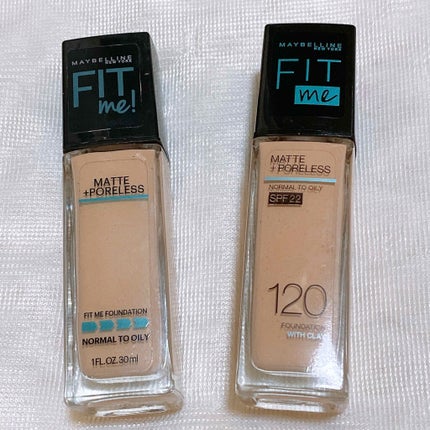 MAYBELLINE
NEW YORK
FIT
me!
MATTE
+PORELESS
FIT ME FOUNDATION
NORMAL TO OILY
1FL.OZ.30ml
MAYBELLINE
NEW YORK
FIT
me
MATTE
+PORELESS
NORMAL TO OILY
SPF 22
120
FOUNDATION
WITH CLAY